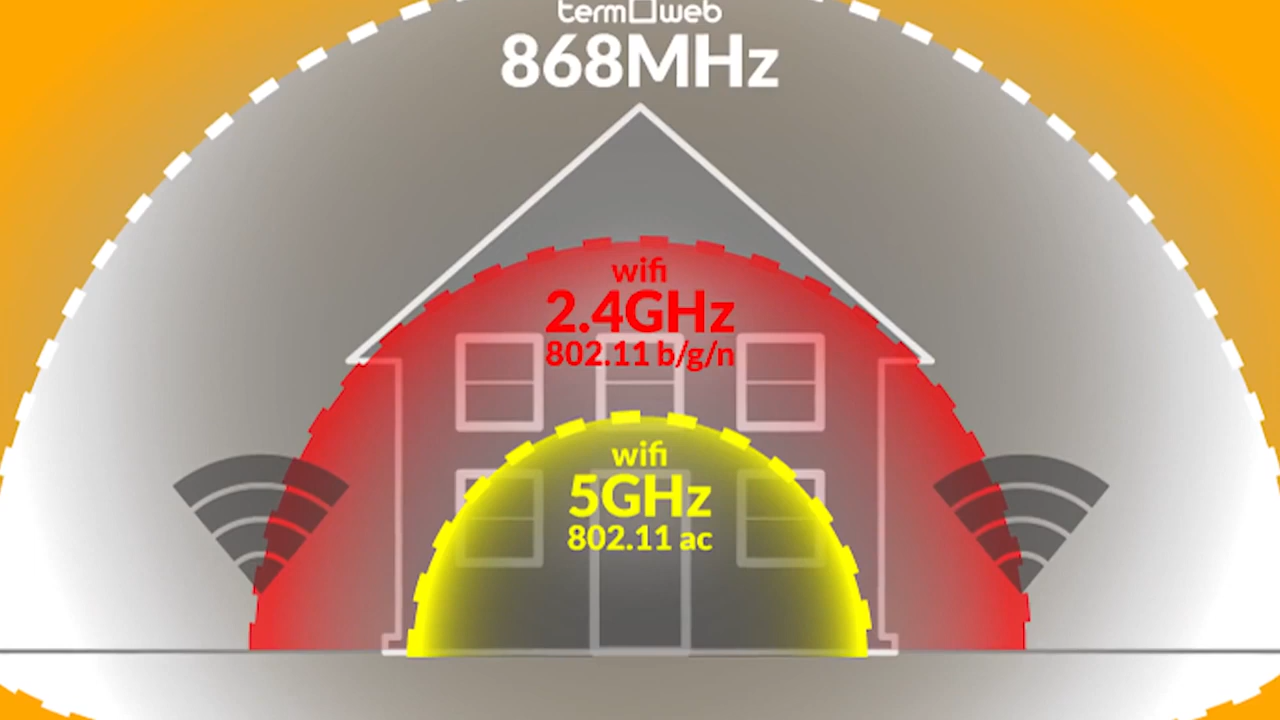 term□web
868MHz
wifi
2.4GHz
802.11 b/g/n
wifi
5GHz
802.11 ac